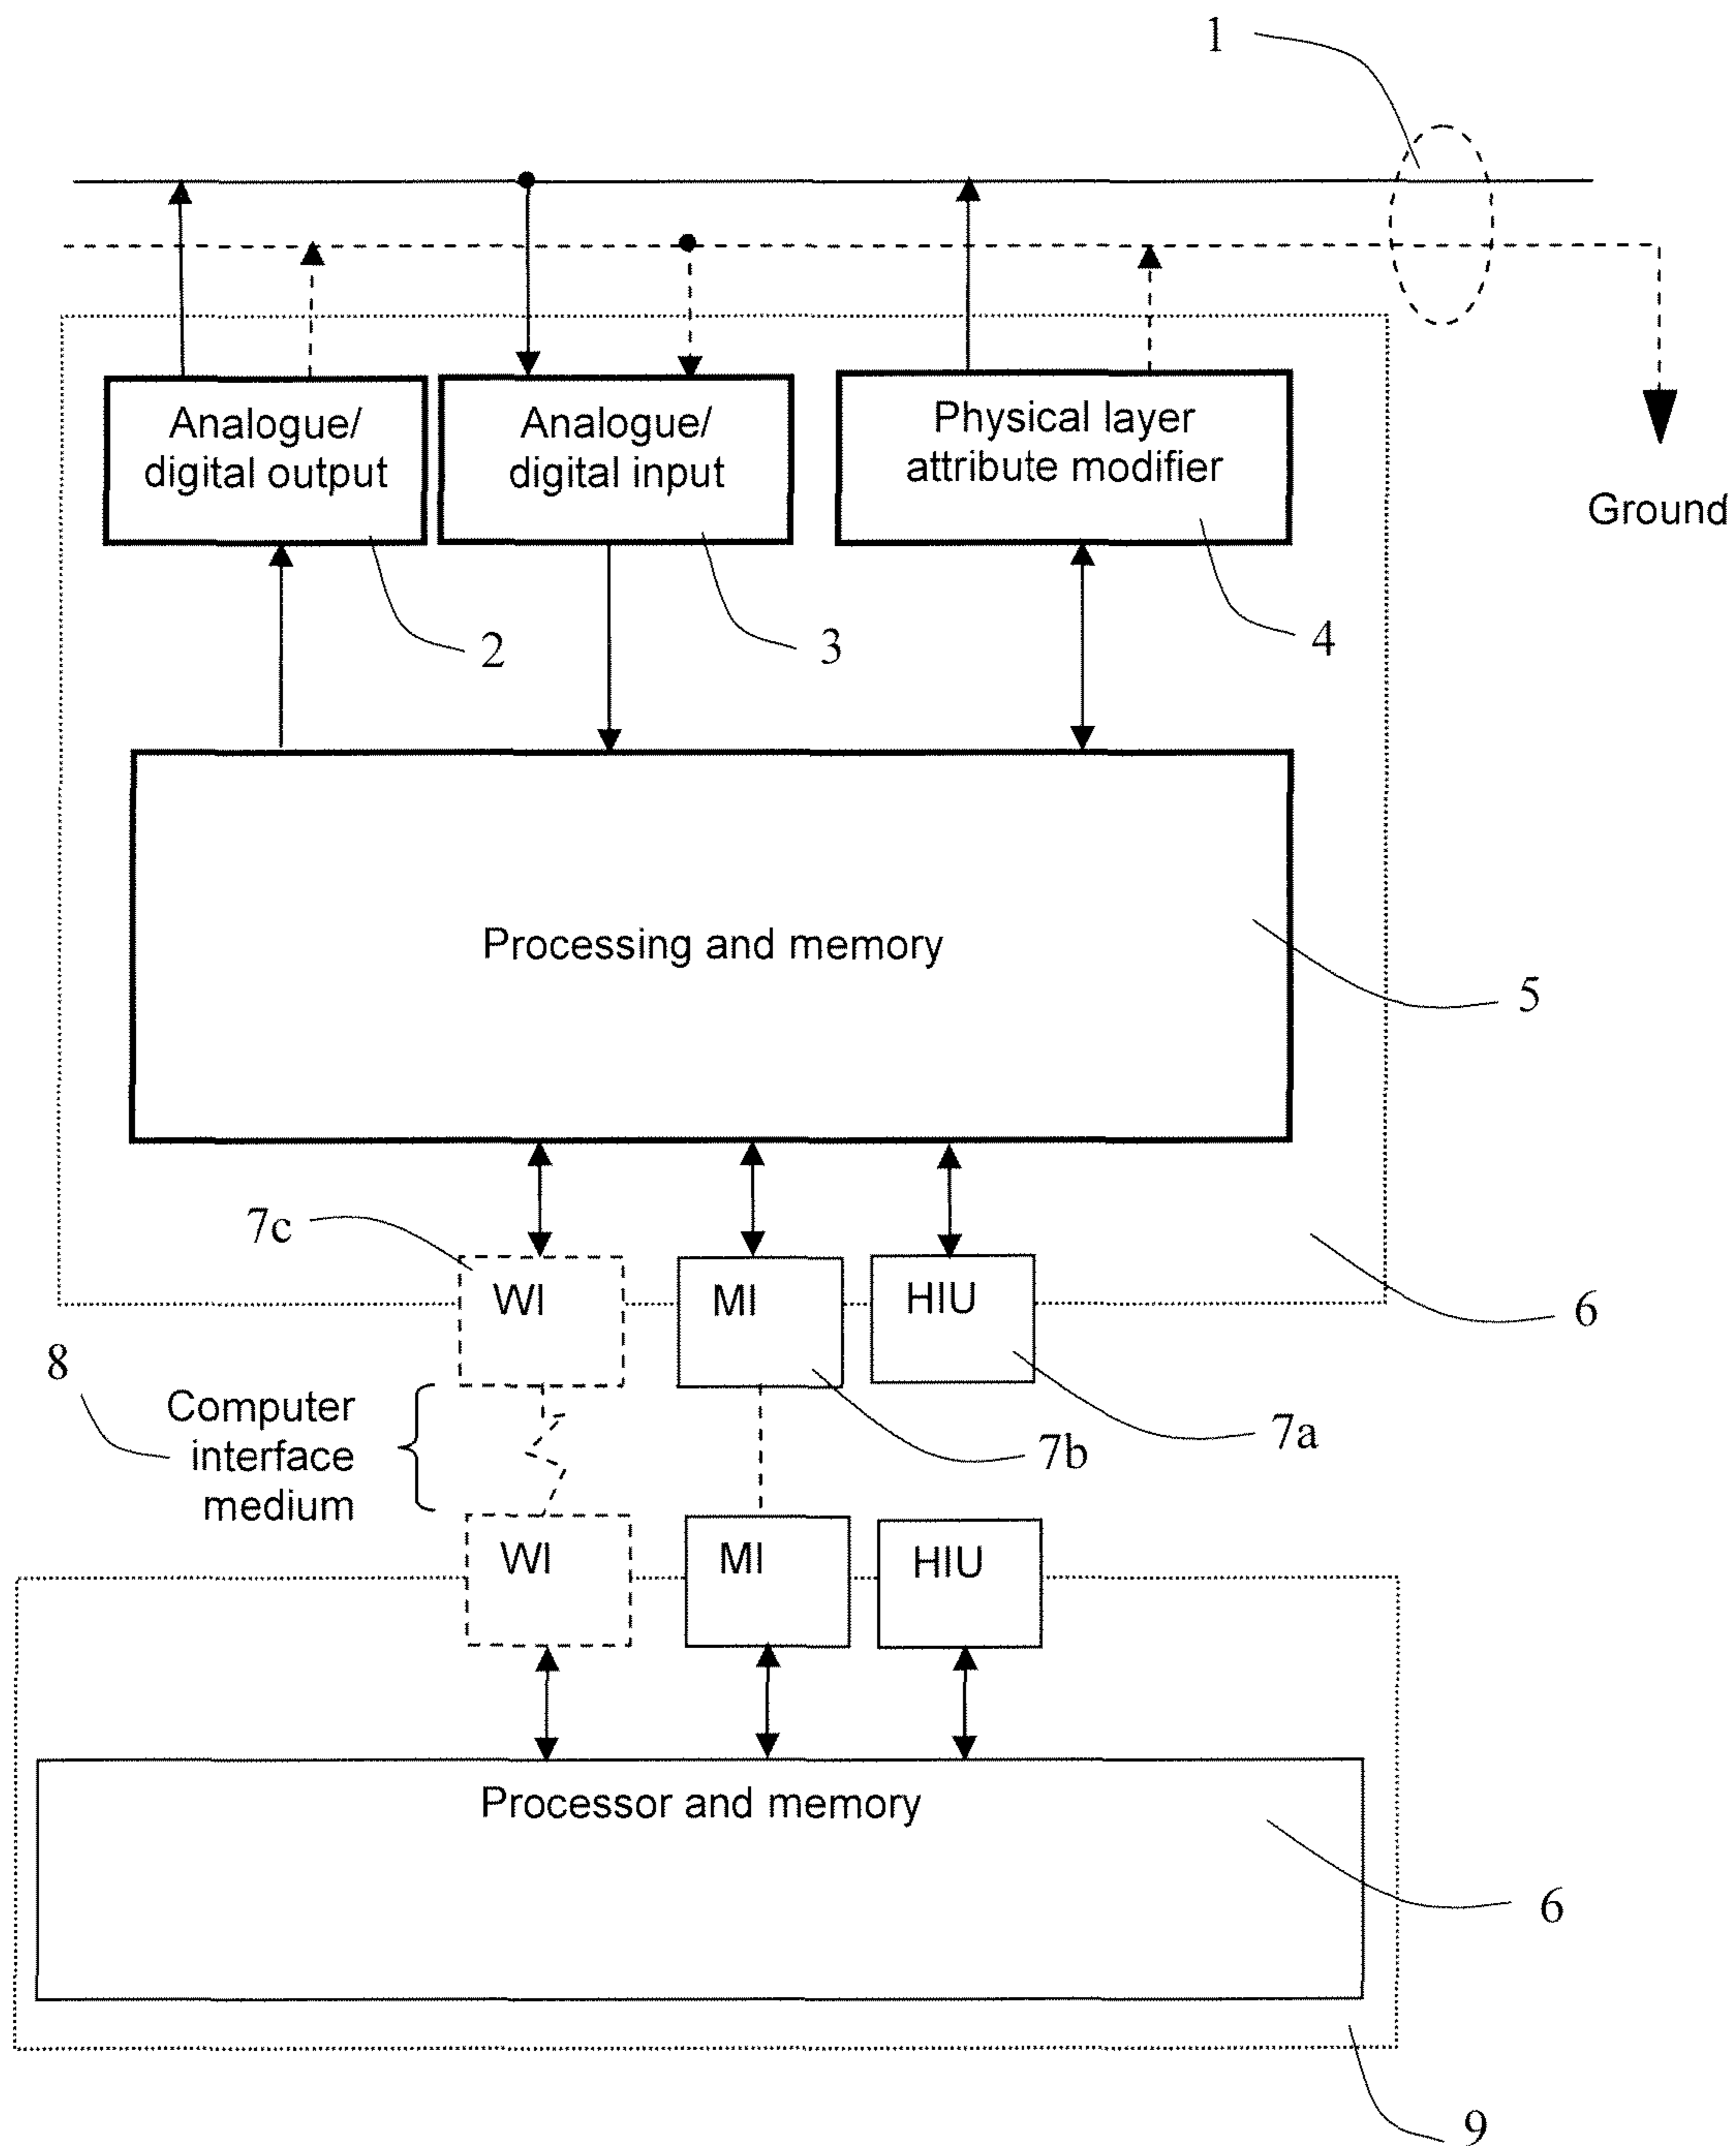 1
Analogue/
digital output
Analogue/
digital input
Physical layer
attribute modifier
Ground
2
3
4
Processing and memory
5
7c
WI
MI
HIU
6
8
Computer
interface
medium
7b
7a
WI
MI
HIU
Processor and memory
6
9